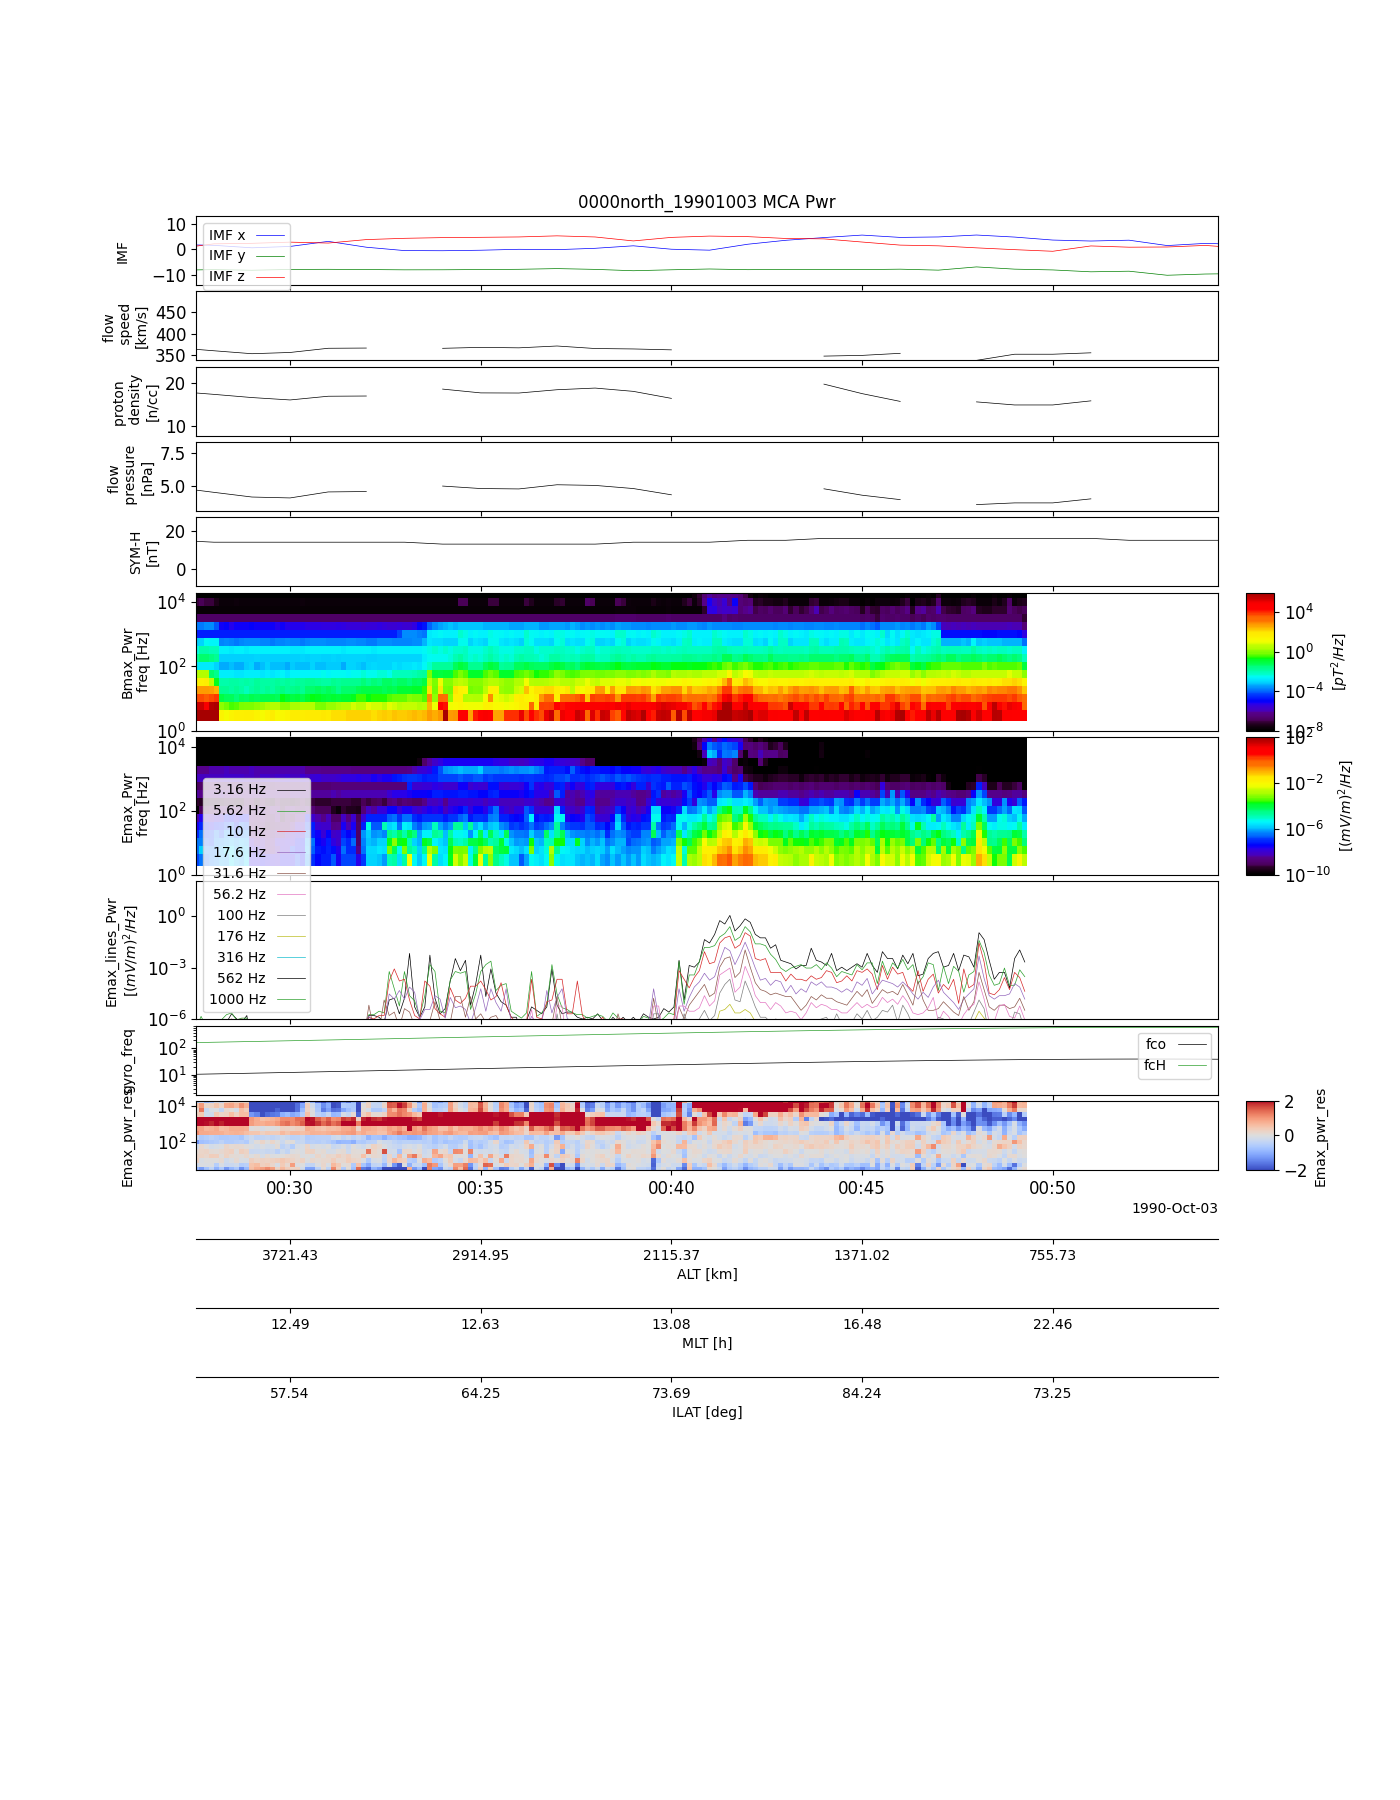 0000north_19901003 MCA Pwr
10
0
−10
IMF
IMF x
IMF y
IMF z
450
400
350
flow
speed
[km/s]
20
10
proton
density
[n/cc]
7.5
5.0
flow
pressure
[nPa]
20
0
SYM-H
[nT]
10^4
10^2
10^0
Bmax_Pwr
freq [Hz]
10^4
10^0
10^−4
10^−8
[pT^2/Hz]
10^4
10^2
10^0
Emax_Pwr
freq [Hz]
10^2
10^−2
10^−6
10^−10
[(mV/m)^2/Hz]
3.16 Hz
5.62 Hz
10 Hz
17.6 Hz
31.6 Hz
56.2 Hz
100 Hz
176 Hz
316 Hz
562 Hz
1000 Hz
10^0
10^−3
10^−6
Emax_lines_Pwr
[(mV/m)^2/Hz]
10^2
10^1
gyro_freq
fco
fcH
10^4
10^2
Emax_pwr_res
2
0
−2
Emax_pwr_res
00:30 00:35 00:40 00:45 00:50
1990-Oct-03
3721.43 2914.95 2115.37 1371.02 755.73
ALT [km]
12.49 12.63 13.08 16.48 22.46
MLT [h]
57.54 64.25 73.69 84.24 73.25
ILAT [deg]